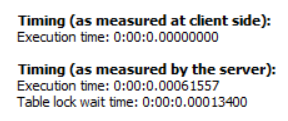 Timing (as measured at client side):
Execution time: 0:00:0.00000000
Timing (as measured by the server):
Execution time: 0:00:0.00061557
Table lock wait time: 0:00:0.00013400